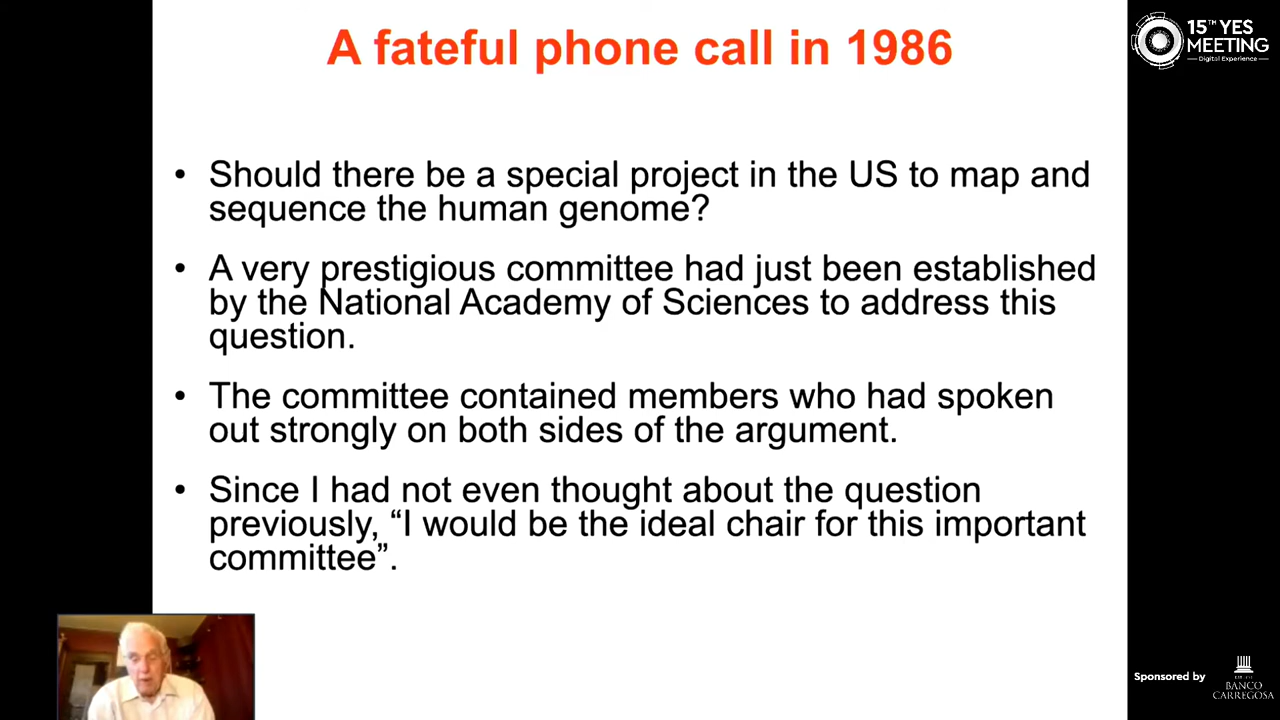 A fateful phone call in 1986
15TH YES
MEETING
Digital Experience
• Should there be a special project in the US to map and
sequence the human genome?
• A very prestigious committee had just been established
by the National Academy of Sciences to address this
question.
• The committee contained members who had spoken
out strongly on both sides of the argument.
• Since I had not even thought about the question
previously, “I would be the ideal chair for this important
committee”.
Sponsored by
BANCO
CARREGOSA